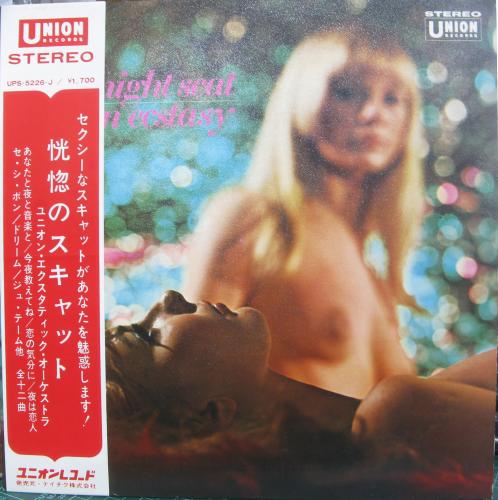 UNION
RECORDS
STEREO
UPS-5226-J / ¥1,700
セクシーなスキャットがあなたを魅惑します!
恍惚のスキャット
ユニオン・エクスタティック・オーケストラ
あなたと夜と音楽と/今夜教えてね/恋の気分に/夜は恋人
セ・シ・ボン/ドリーム/ジュ・テーム他 全十二曲
ユニオンレコード
発売元・テイチク株式会社
night scat
n ecstasy
STEREO
UNION
RECORDS